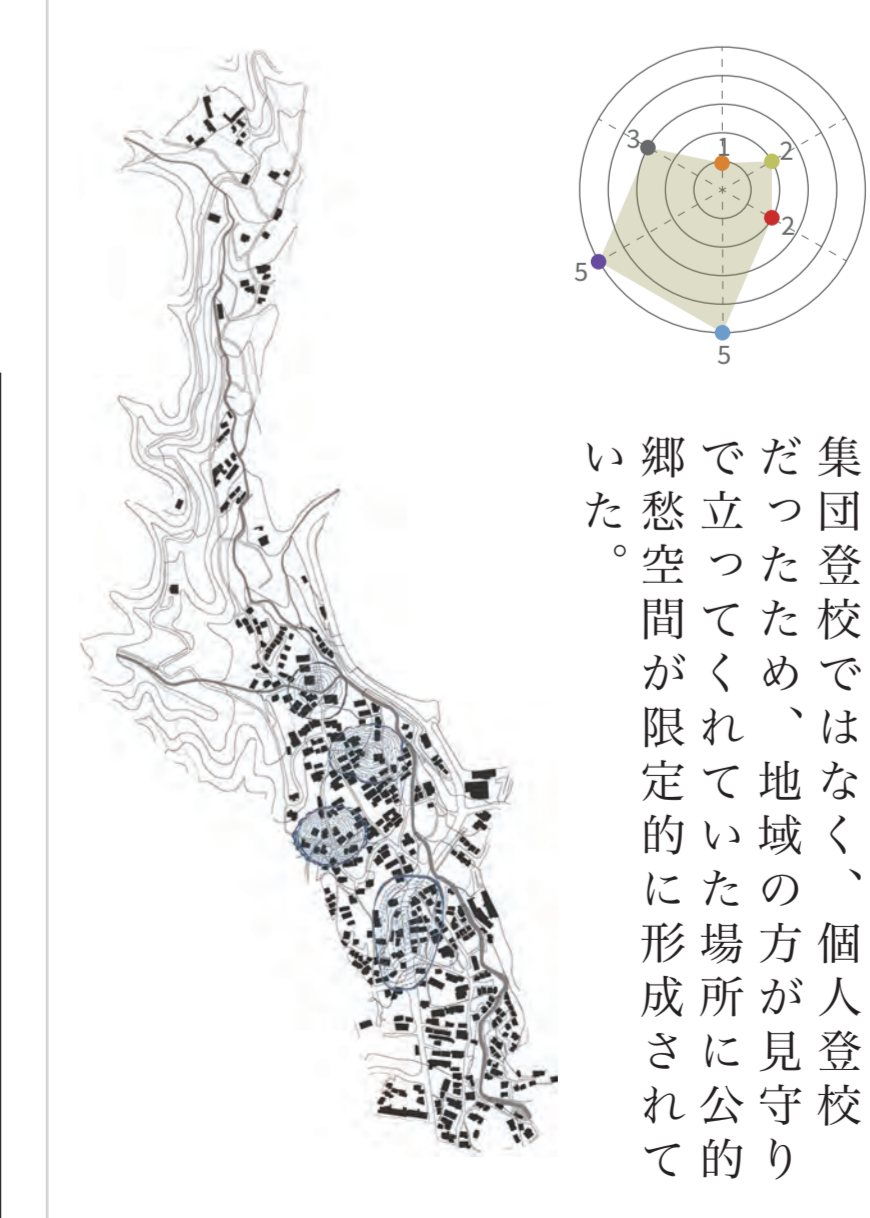 1
2
2
5
5
3
集団登校ではなく、個人登校
だったため、地域の方が見守り
で立ってくれていた場所に公的
郷愁空間が限定的に形成されて
いた。